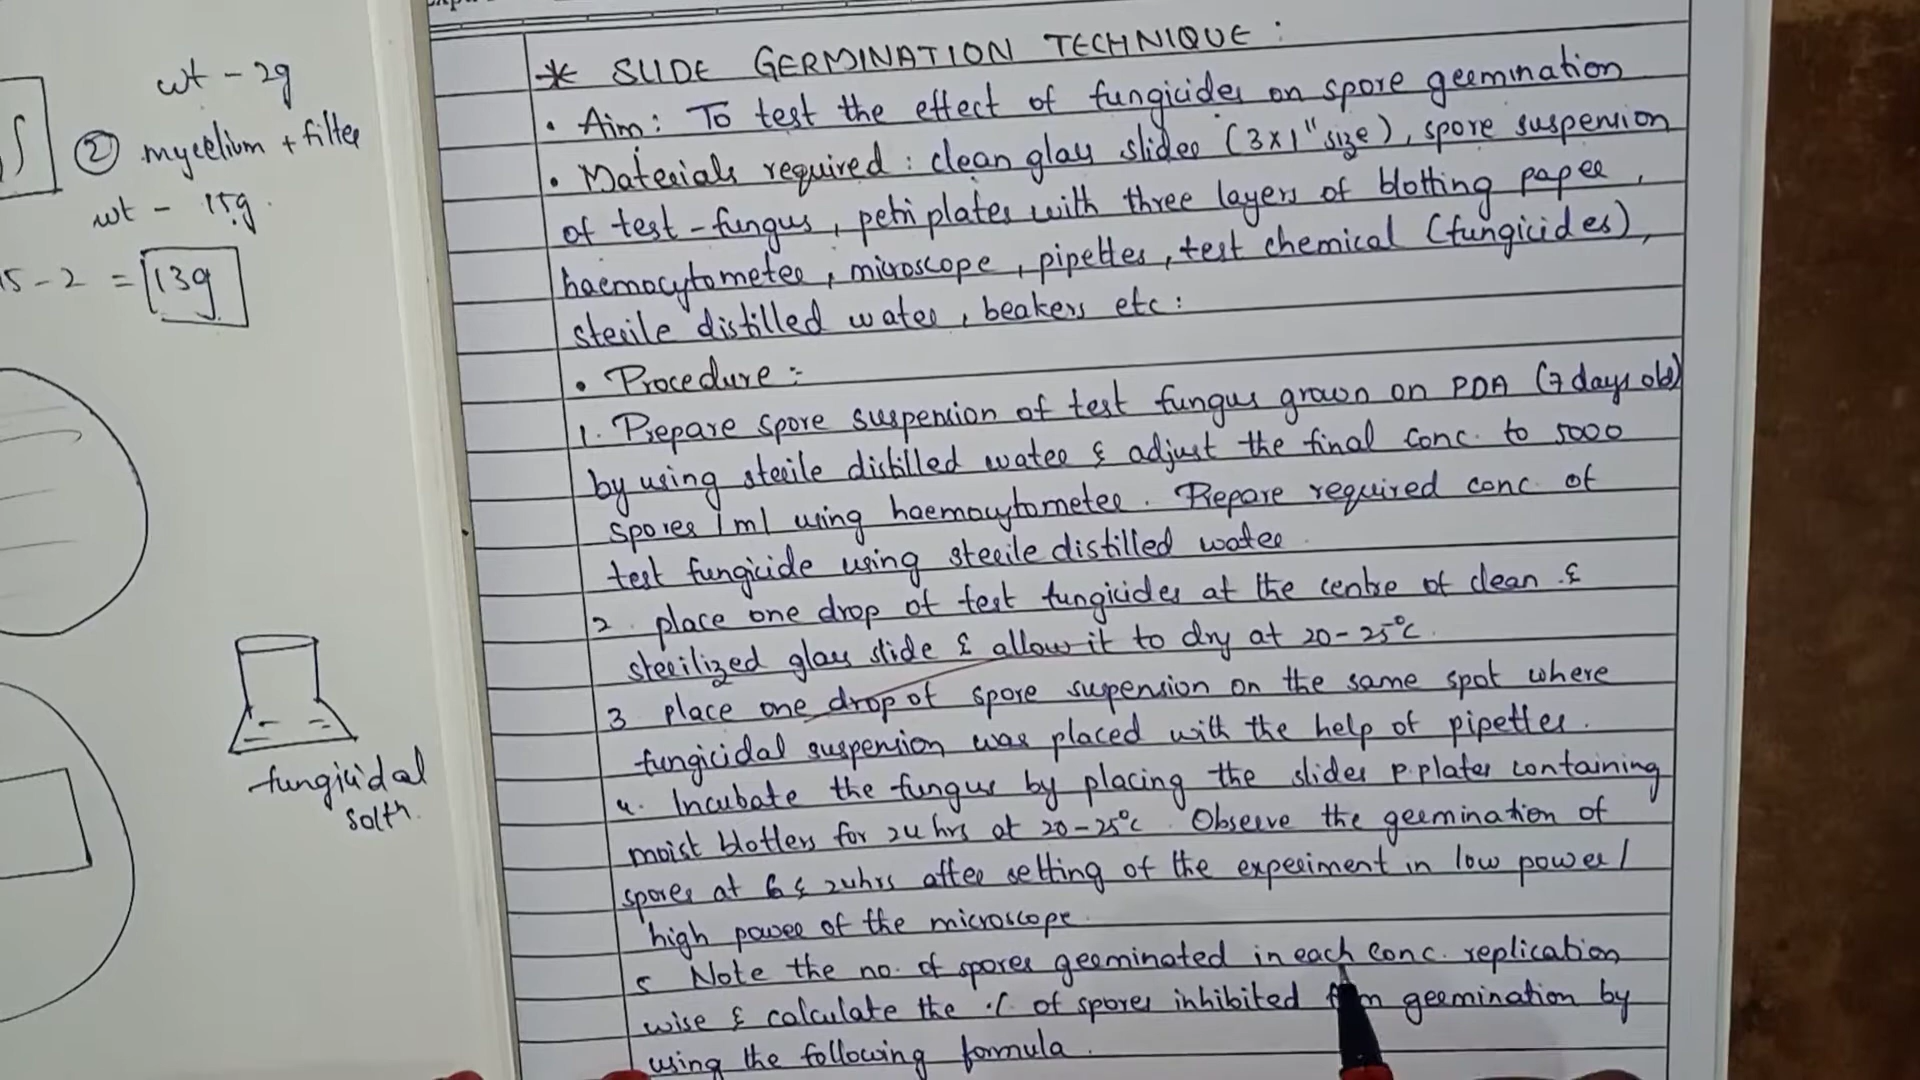 wt - 2g
② mycelium + filter
wt - 15g.
15 - 2 = 13g
fungicidal
soltn.
* SLIDE GERMINATION TECHNIQUE :
• Aim : To test the effect of fungicides on spore germination
• Materials required : clean glass slides (3x1" size), spore suspension
of test-fungus, petriplates with three layers of blotting paper,
haemocytometer, microscope, pipettes, test chemical (fungicides),
sterile distilled water, beakers etc :
• Procedure :-
1. Prepare spore suspension of test fungus grown on PDA (7 days old)
by using sterile distilled water & adjust the final conc. to 5000
spores / ml using haemocytometer. Prepare required conc. of
test fungicide using sterile distilled water
2. place one drop of test fungicides at the centre of clean &
sterilized glass slide & allow it to dry at 20-25°c.
3 place one drop of spore suspension on the same spot where
fungicidal suspension was placed with the help of pipettes.
4. Incubate the fungus by placing the slides p.plates containing
moist blotters for 24 hrs at 20-25°c. Observe the germination of
spores at 6 & 24hrs after setting of the experiment in low power/
high power of the microscope
5 Note the no. of spores germinated in each conc. replication
wise & calculate the % of spores inhibited from germination by
using the following formula.